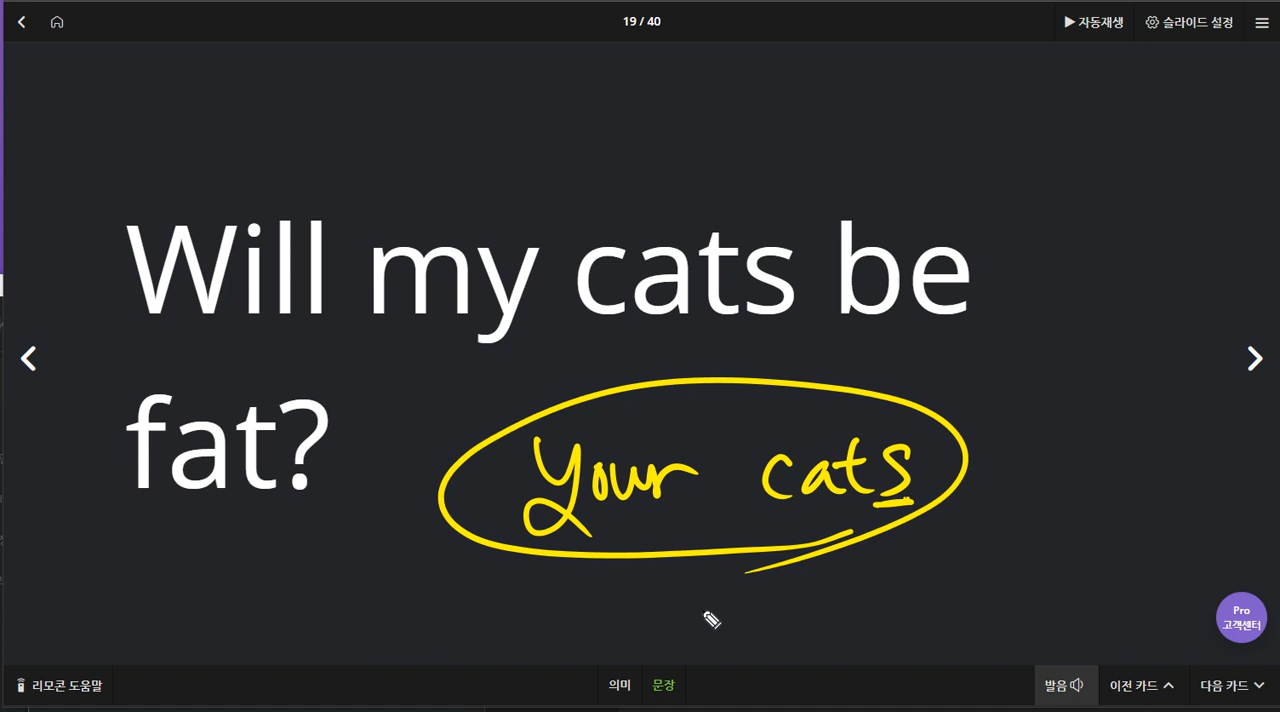 19 / 40
자동재생
슬라이드 설정
Will my cats be
fat?
Your cats
Pro
고객센터
리모콘 도움말
의미
문장
발음
이전 카드
다음 카드